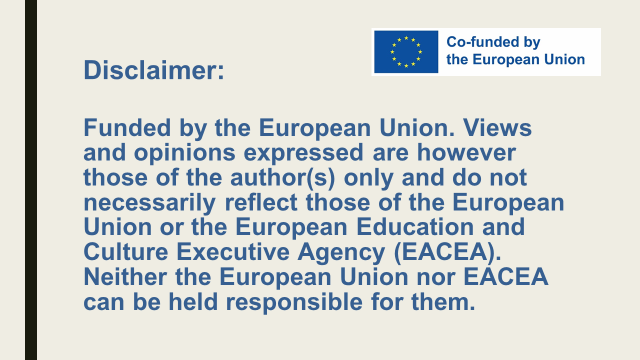 Co-funded by
the European Union
Disclaimer:
Funded by the European Union. Views
and opinions expressed are however
those of the author(s) only and do not
necessarily reflect those of the European
Union or the European Education and
Culture Executive Agency (EACEA).
Neither the European Union nor EACEA
can be held responsible for them.